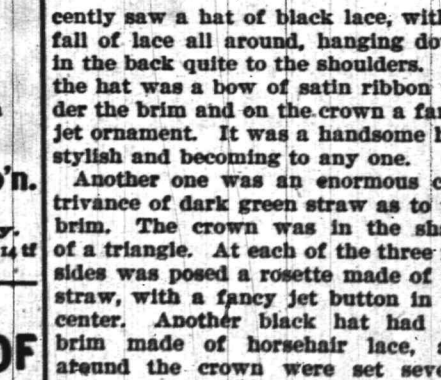 cently saw a hat of black lace, with
fall of lace all around, hanging do
in the back quite to the shoulders.
the hat was a bow of satin ribbon
der the brim and on the crown a fa
jet ornament. It was a handsome h
stylish and becoming to any one.
Another one was an enormous c
o'n.
trivance of dark green straw as to
y.
brim. The crown was in the sh
14 tf
of a triangle. At each of the three
sides was posed a rosette made of
straw, with a fancy jet button in
center. Another black hat had
OF
brim made of horsehair lace,
around the crown were set seve